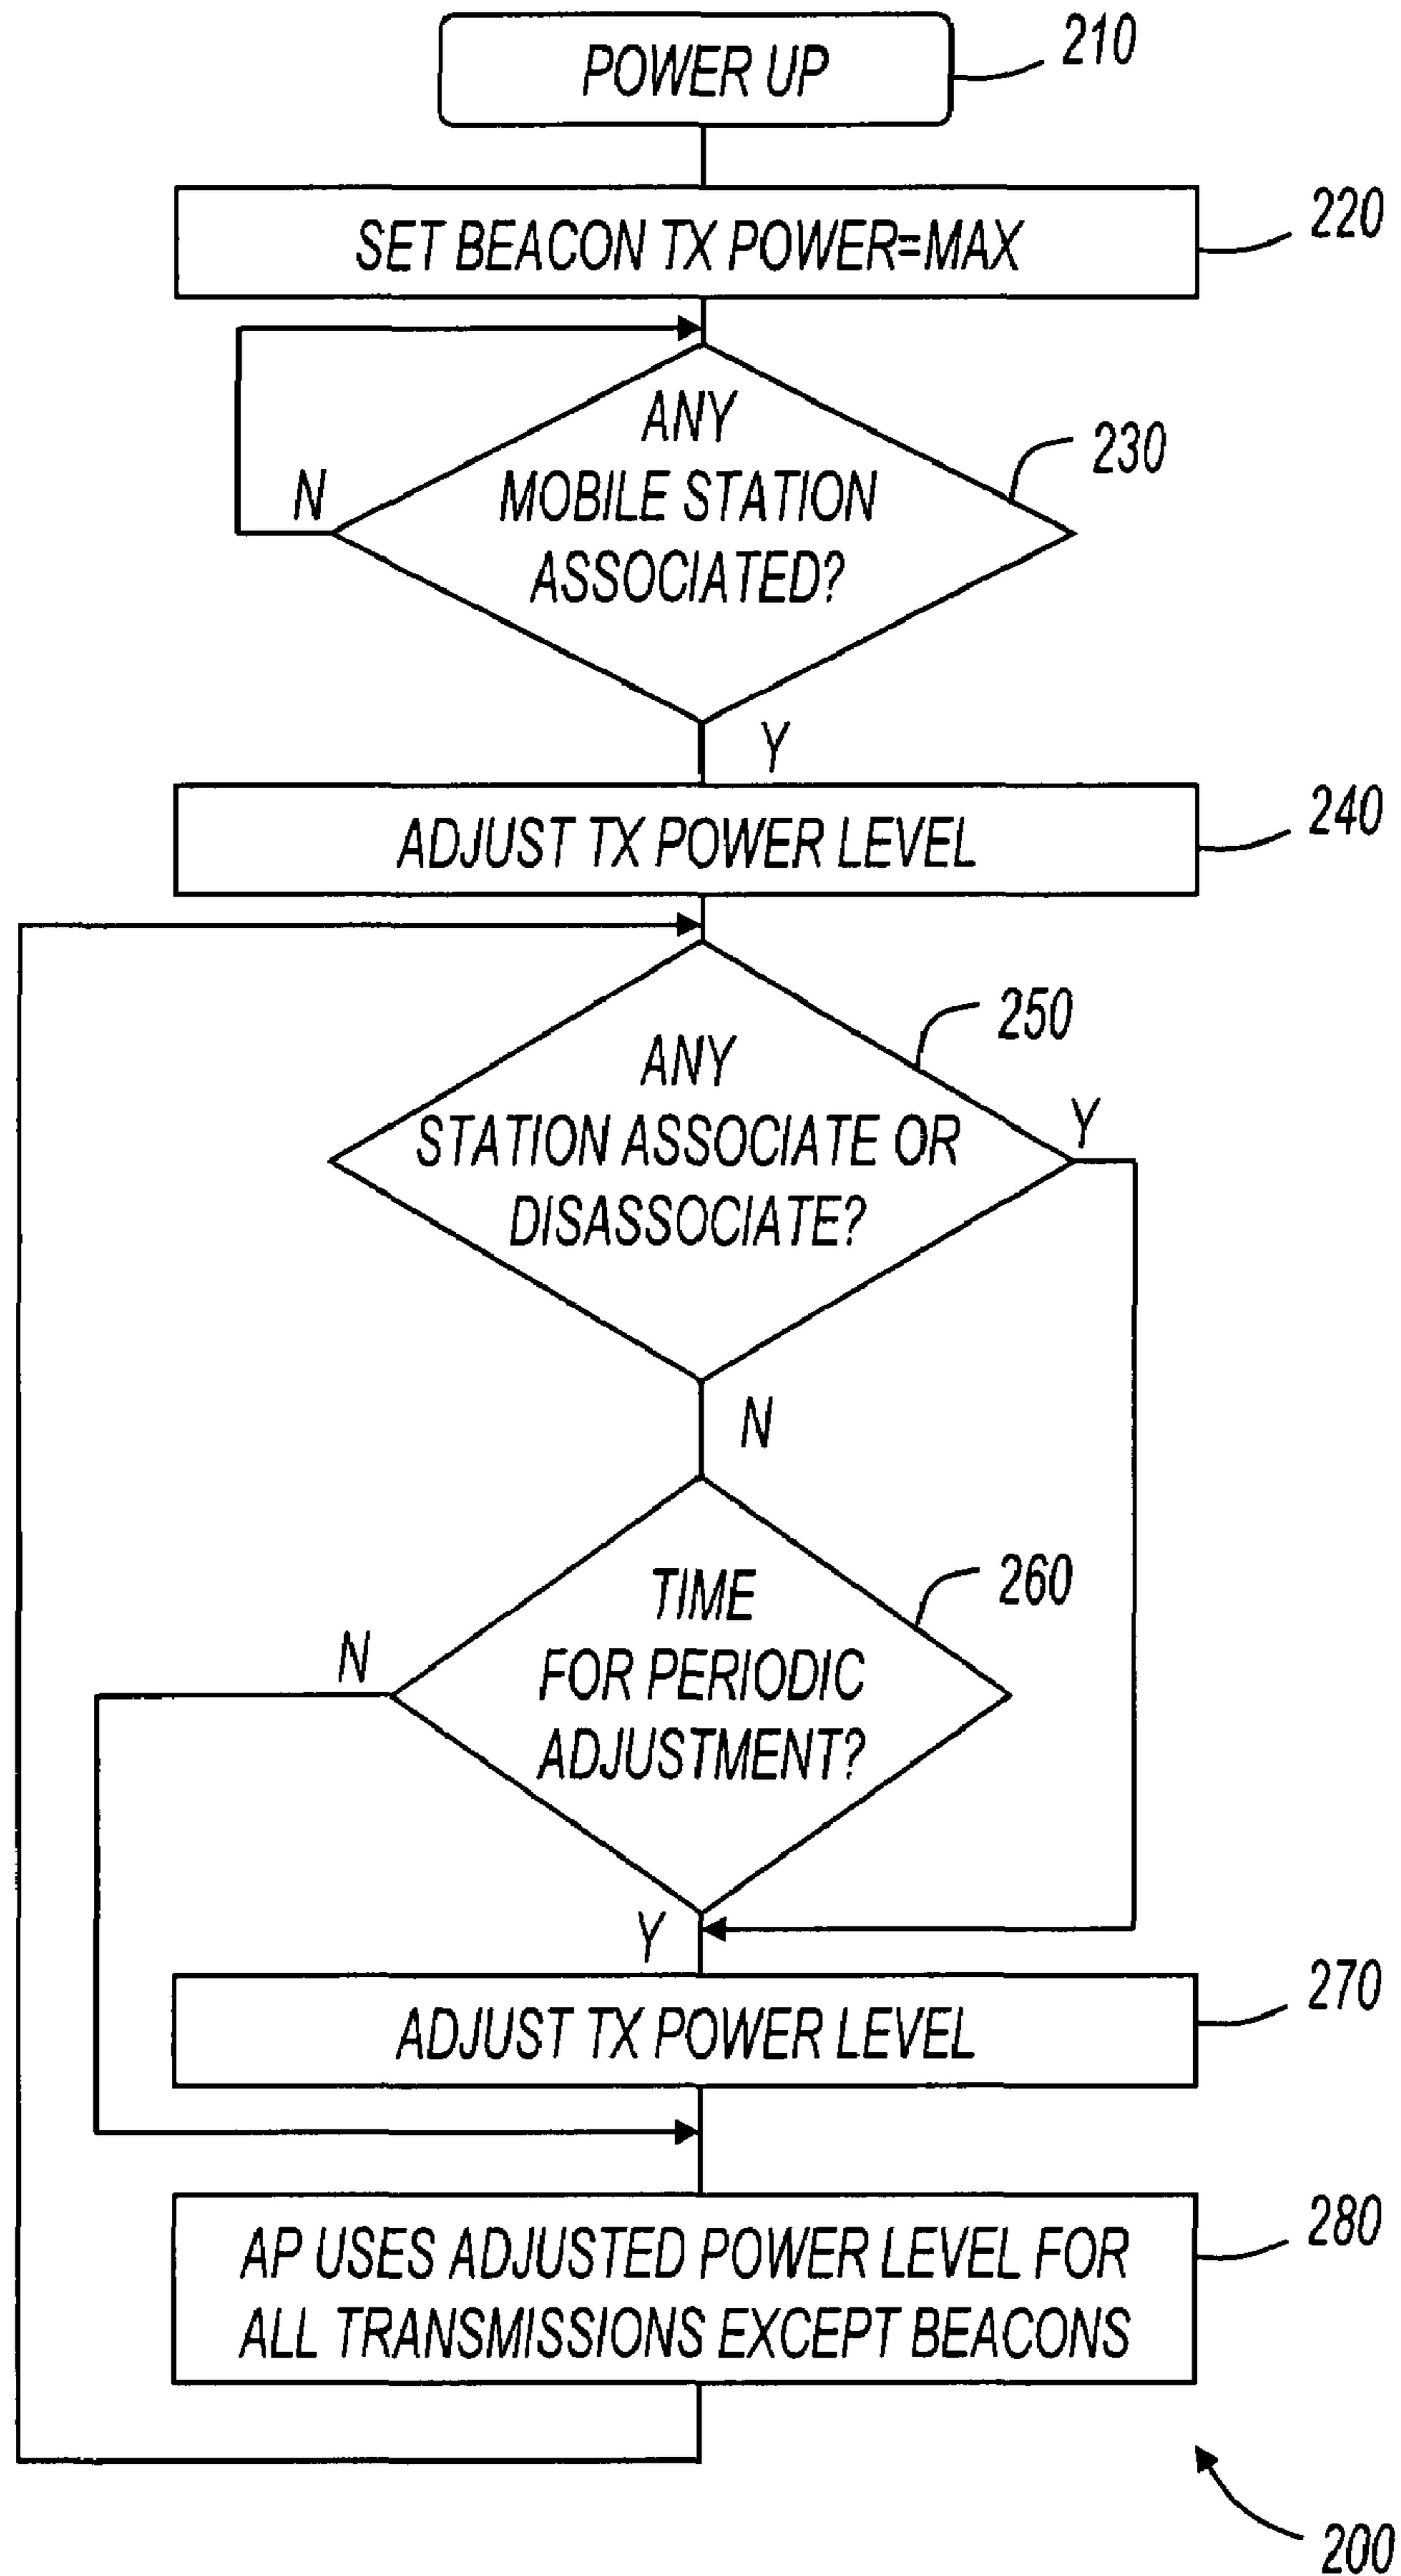 POWER UP
210
SET BEACON TX POWER=MAX
220
ANY
MOBILE STATION
ASSOCIATED?
230
N
Y
ADJUST TX POWER LEVEL
240
ANY
STATION ASSOCIATE OR
DISASSOCIATE?
250
Y
N
TIME
FOR PERIODIC
ADJUSTMENT?
260
N
Y
ADJUST TX POWER LEVEL
270
AP USES ADJUSTED POWER LEVEL FOR
ALL TRANSMISSIONS EXCEPT BEACONS
280
200